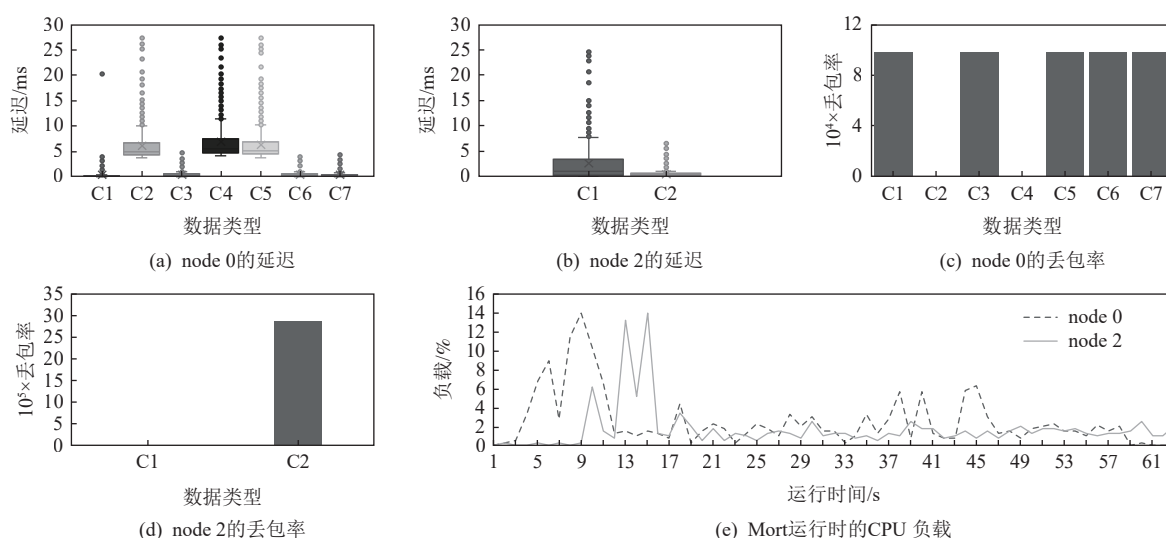 30
25
20
15
10
5
0
延迟/ms
C1 C2 C3 C4 C5 C6 C7
数据类型
(a) node 0的延迟
30
25
20
15
10
5
0
延迟/ms
C1 C2
数据类型
(b) node 2的延迟
12
9
6
4
0
10⁴×丢包率
C1 C2 C3 C4 C5 C6 C7
数据类型
(c) node 0的丢包率
35
30
25
20
15
10
5
0
10⁵×丢包率
C1 C2
数据类型
(d) node 2的丢包率
16
14
12
10
8
6
4
2
0
负载/%
node 0
node 2
1 5 9 13 17 21 25 29 33 37 41 45 49 53 57 61
运行时间/s
(e) Mort运行时的CPU 负载